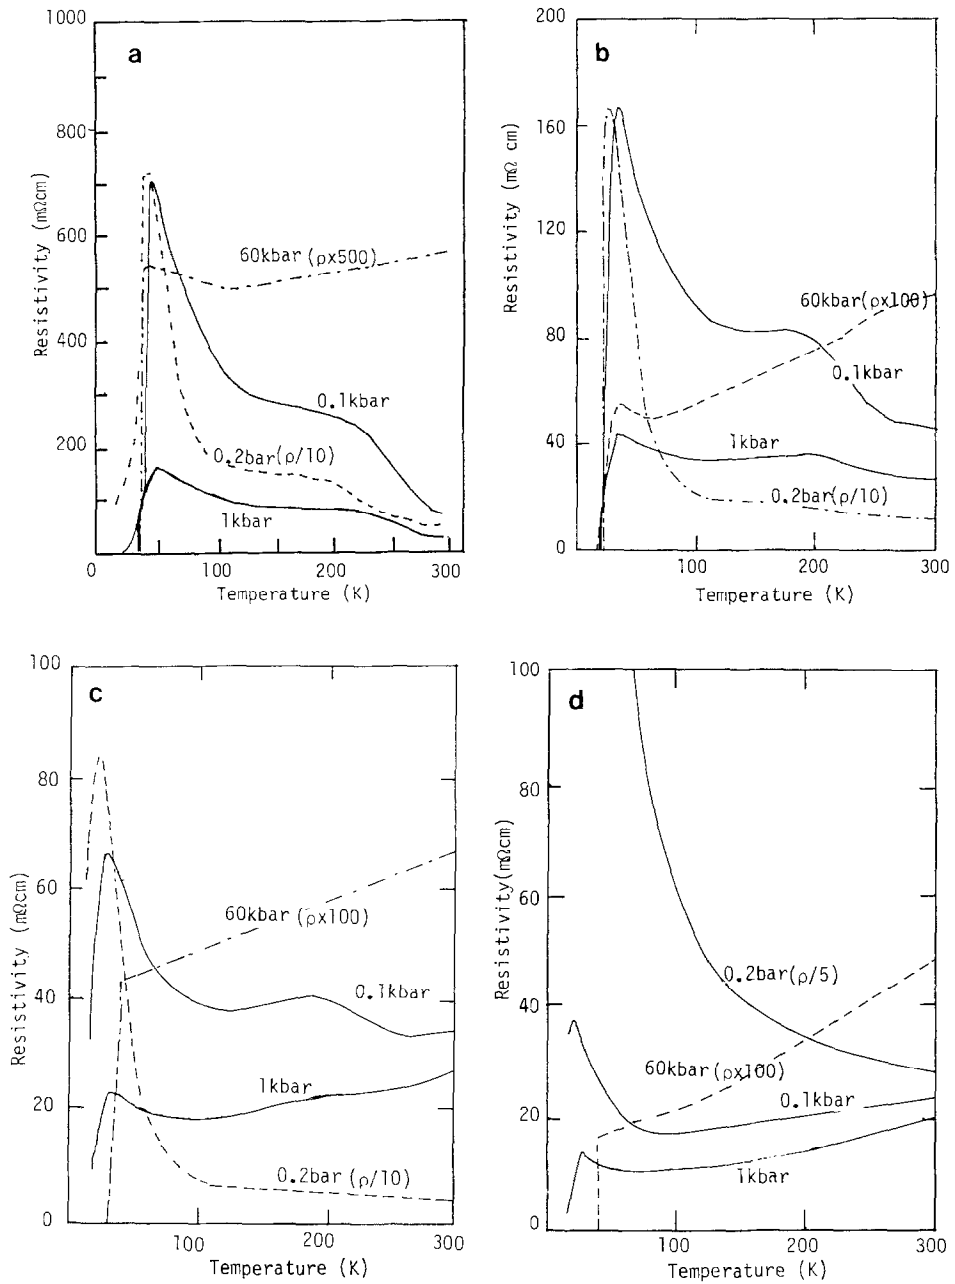 a
1000
800
600
400
200
0
100
200
300
Resistivity (mΩcm)
Temperature (K)
60kbar (ρx500)
0.1kbar
0.2bar(ρ/10)
1kbar
b
200
160
120
80
40
0
100
200
300
Resistivity (mΩ cm)
Temperature (K)
60kbar(ρx100)
0.1kbar
1kbar
0.2bar(ρ/10)
c
100
80
60
40
20
0
100
200
300
Resistivity (mΩcm)
Temperature (K)
60kbar (ρx100)
0.1kbar
1kbar
0.2bar(ρ/10)
d
100
80
60
40
20
0
100
200
300
Resistivity(mΩcm)
Temperature (K)
0.2bar(ρ/5)
60kbar(ρx100)
0.1kbar
1kbar